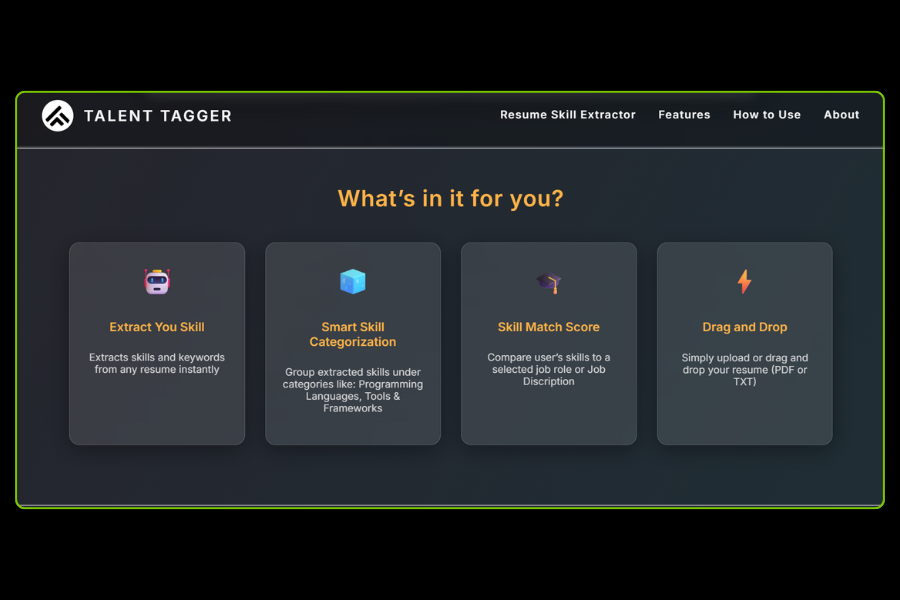 TALENT TAGGER
Resume Skill Extractor
Features
How to Use
About
What's in it for you?
Extract You Skill
Extracts skills and keywords
from any resume instantly
Smart Skill
Categorization
Group extracted skills under
categories like: Programming
Languages, Tools &
Frameworks
Skill Match Score
Compare user's skills to a
selected job role or Job
Discription
Drag and Drop
Simply upload or drag and
drop your resume (PDF or
TXT)